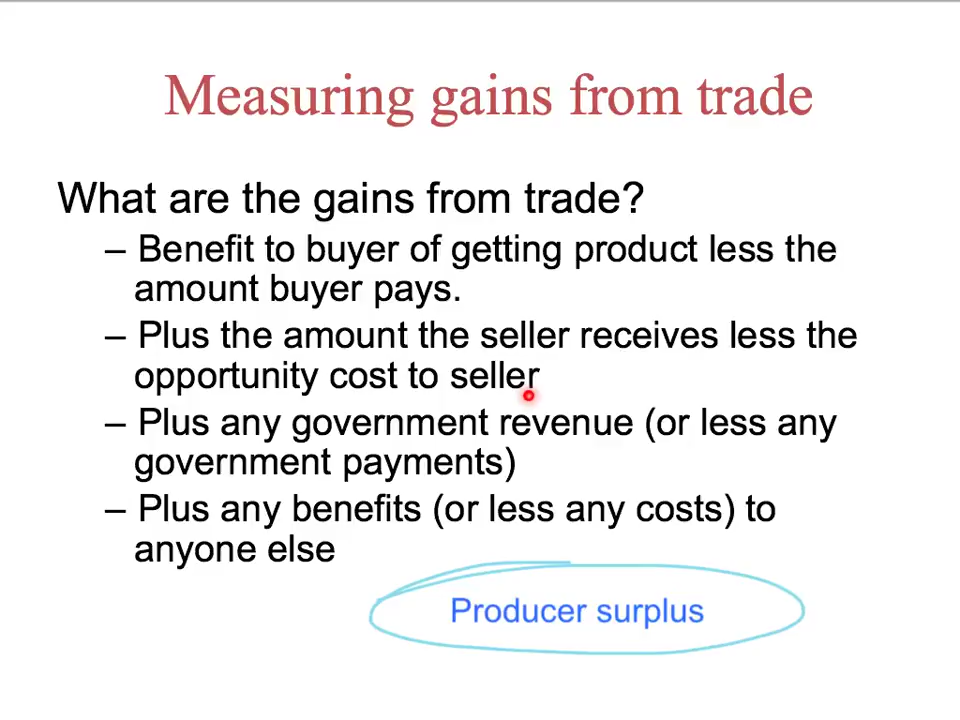 Measuring gains from trade
What are the gains from trade?
– Benefit to buyer of getting product less the
amount buyer pays.
– Plus the amount the seller receives less the
opportunity cost to seller
– Plus any government revenue (or less any
government payments)
– Plus any benefits (or less any costs) to
anyone else
Producer surplus